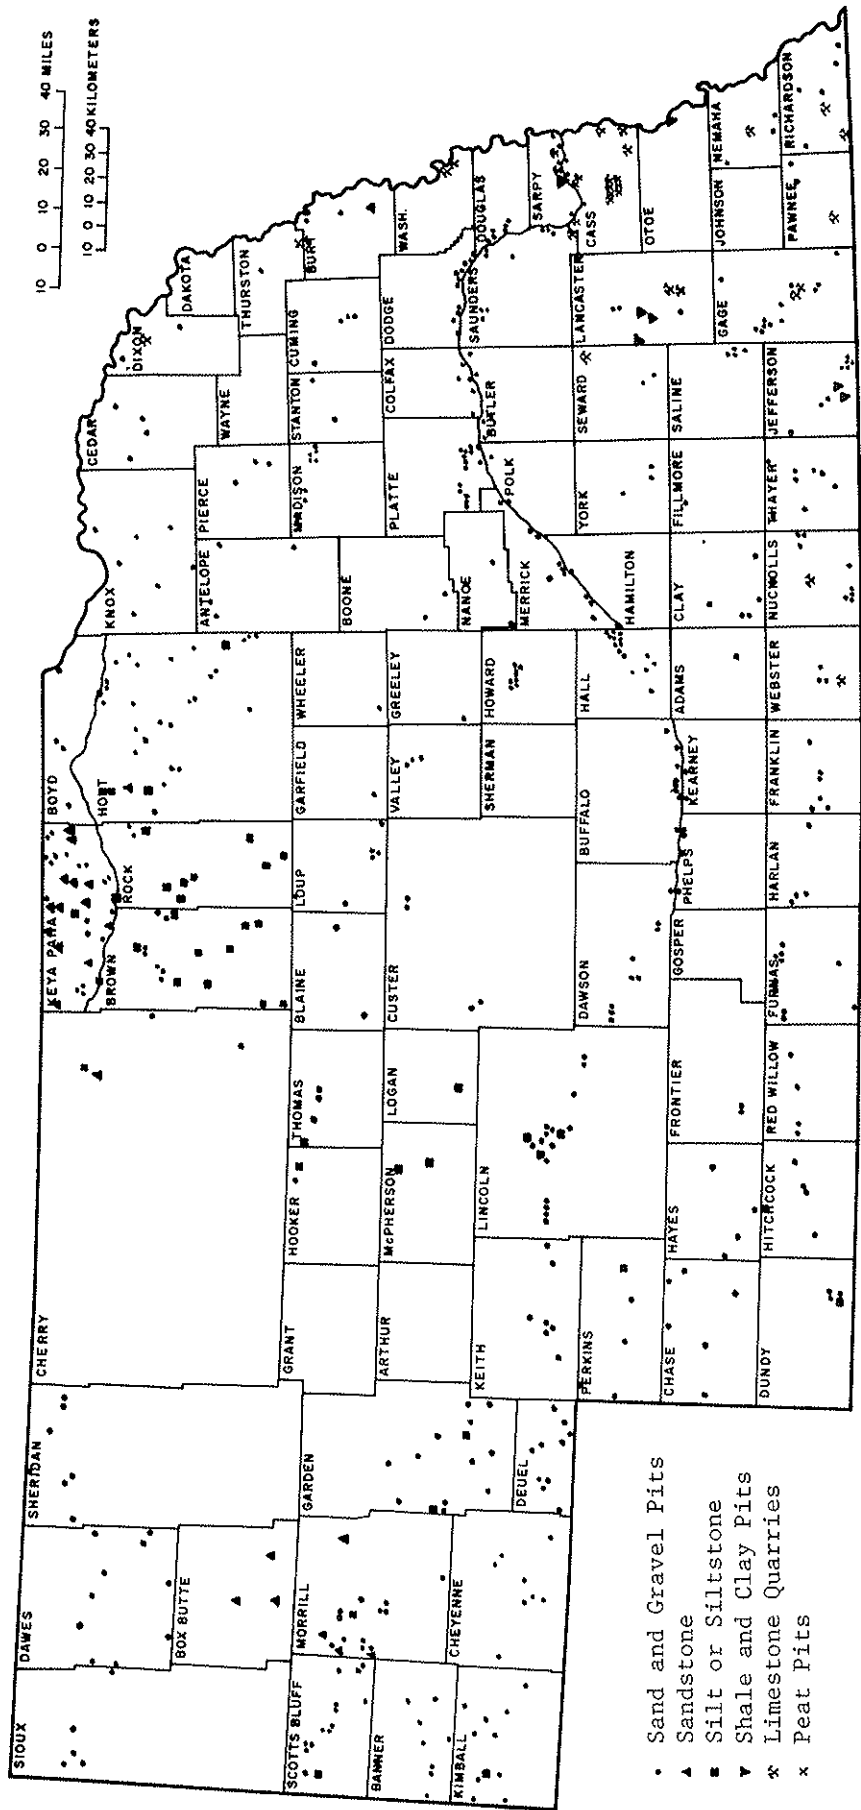 10 0 10 20 30 40 MILES
10 0 10 20 30 40 KILOMETERS
SIOUX
DAWES
SHERIDAN
CHERRY
KEYA PAHA
BOYD
BROWN
ROCK
HOLT
KNOX
CEDAR
DIXON
DAKOTA
BOX BUTTE
ANTELOPE
PIERCE
WAYNE
THURSTON
SCOTTS BLUFF
MORRILL
GARDEN
GRANT
HOOKER
THOMAS
BLAINE
LOUP
GARFIELD
WHEELER
BOONE
MADISON
STANTON
CUMING
BURT
BANNER
ARTHUR
McPHERSON
LOGAN
CUSTER
VALLEY
GREELEY
NANCE
PLATTE
COLFAX
DODGE
WASH.
KIMBALL
CHEYENNE
DEUEL
KEITH
LINCOLN
SHERMAN
HOWARD
MERRICK
POLK
BUTLER
SAUNDERS
DOUGLAS
SARPY
PERKINS
DAWSON
BUFFALO
HALL
HAMILTON
YORK
SEWARD
LANCASTER
CASS
CHASE
HAYES
FRONTIER
GOSPER
PHELPS
KEARNEY
ADAMS
CLAY
FILLMORE
SALINE
OTOE
DUNDY
HITCHCOCK
RED WILLOW
FURNAS
HARLAN
FRANKLIN
WEBSTER
NUCKOLLS
THAYER
JEFFERSON
GAGE
JOHNSON
NEMAHA
PAWNEE
RICHARDSON
Sand and Gravel Pits
Sandstone
Silt or Siltstone
Shale and Clay Pits
Limestone Quarries
Peat Pits